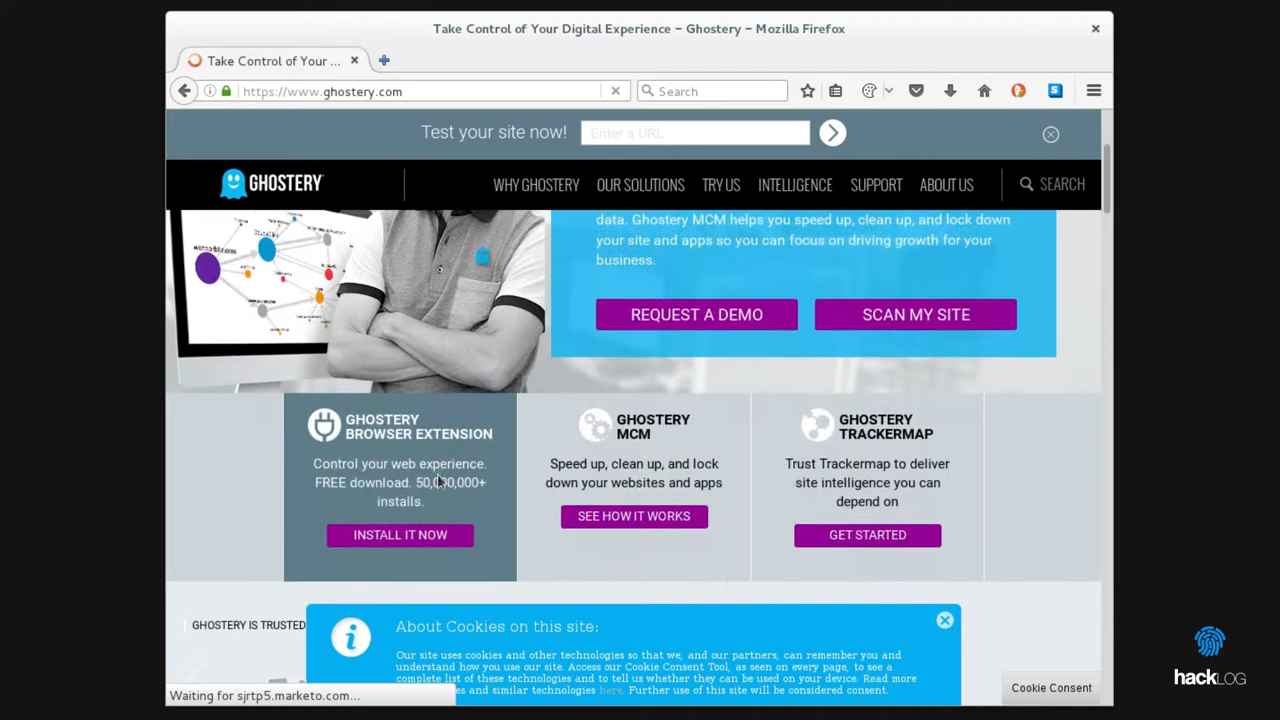 Take Control of Your Digital Experience – Ghostery – Mozilla Firefox
Take Control of Your ...
https://www.ghostery.com
Search
Test your site now!
Enter a URL
GHOSTERY
WHY GHOSTERY
OUR SOLUTIONS
TRY US
INTELLIGENCE
SUPPORT
ABOUT US
SEARCH
data. Ghostery MCM helps you speed up, clean up, and lock down
your site and apps so you can focus on driving growth for your
business.
REQUEST A DEMO
SCAN MY SITE
GHOSTERY
BROWSER EXTENSION
Control your web experience.
FREE download. 50,000,000+
installs.
INSTALL IT NOW
GHOSTERY
MCM
Speed up, clean up, and lock
down your websites and apps
SEE HOW IT WORKS
GHOSTERY
TRACKERMAP
Trust Trackermap to deliver
site intelligence you can
depend on
GET STARTED
GHOSTERY IS TRUSTED
About Cookies on this site:
Our site uses cookies and other technologies so that we, and our partners, can remember you and
understand how you use our site. Access our Cookie Consent Tool, as seen on every page, to see a
complete list of these technologies and to tell us whether they can be used on your device. Read more
es and similar technologies here. Further use of this site will be considered consent.
Waiting for sjrtp5.marketo.com...
Cookie Consent
hackLOG